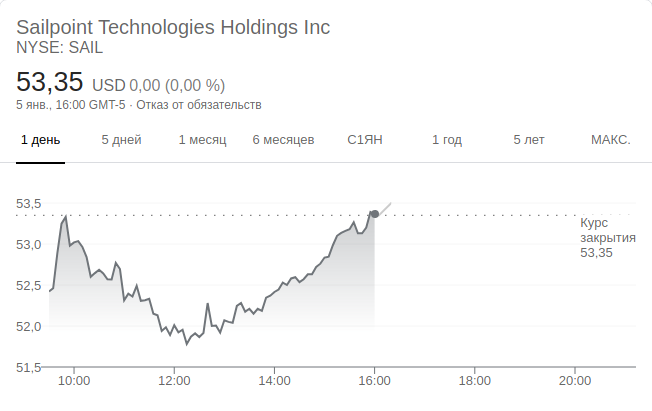 Sailpoint Technologies Holdings Inc
NYSE: SAIL
53,35 USD 0,00 (0,00 %)
5 янв., 16:00 GMT-5 · Отказ от обязательств
1 день 5 дней 1 месяц 6 месяцев С1ЯН 1 год 5 лет МАКС.
53,5
Курс
закрытия
53,35
53,0
52,5
52,0
51,5
10:00 12:00 14:00 16:00 18:00 20:00